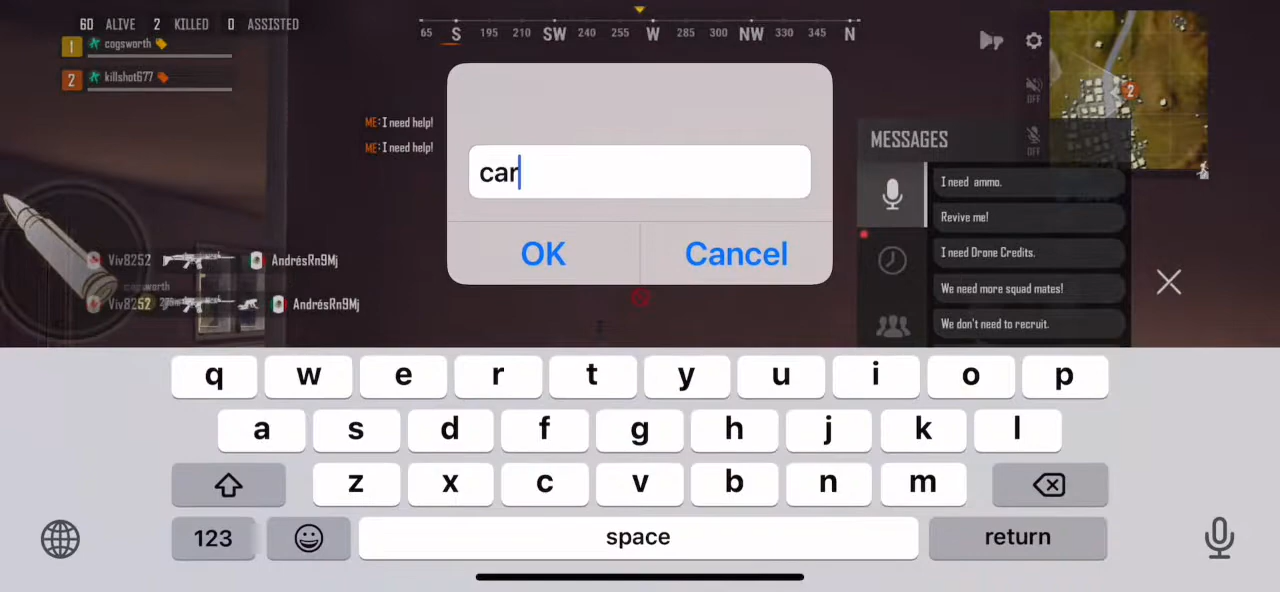 60 ALIVE 2 KILLED 0 ASSISTED
65 S 195 210 SW 240 255 W 285 300 NW 330 345 N
1 cogsworth
2 killshot677
2
OFF
OFF
ME: I need help!
ME: I need help!
car
OK Cancel
MESSAGES
I need ammo.
Revive me!
I need Drone Credits.
We need more squad mates!
We don't need to recruit.
Viv8252 AndrésRn9Mj
cogsworth
Viv8252 AndrésRn9Mj
q w e r t y u i o p
a s d f g h j k l
z x c v b n m
123 space return